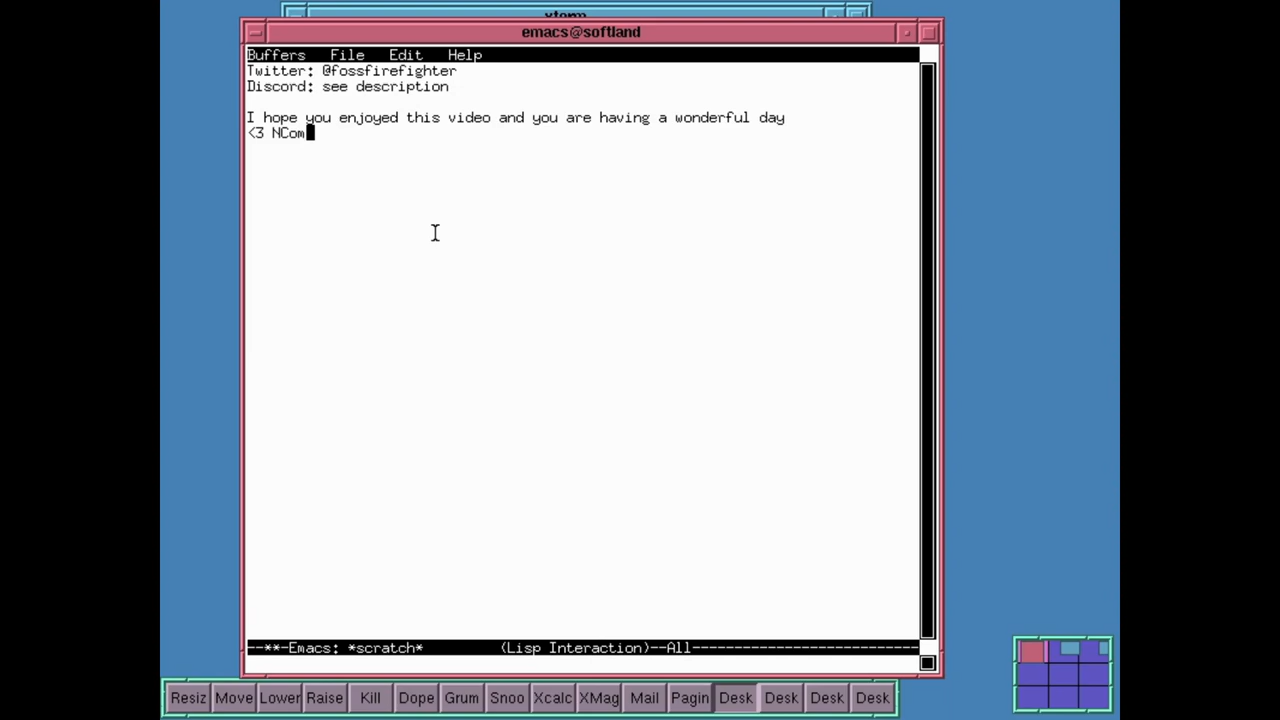 emacs@softland
Buffers File Edit Help
Twitter: @fossfirefighter
Discord: see description
I hope you enjoyed this video and you are having a wonderful day
<3 NCom
--**-Emacs: *scratch* (Lisp Interaction)--All--------------------------
Resiz Move Lower Raise Kill Dope Grum Snoo Xcalc XMag Mail Pagin Desk Desk Desk Desk